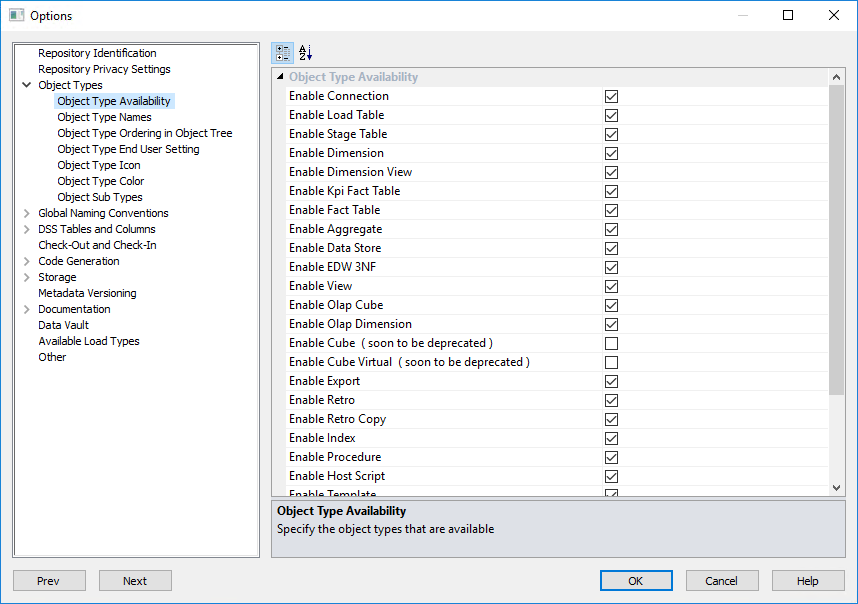 Options
Repository Identification
Repository Privacy Settings
Object Types
Object Type Availability
Object Type Names
Object Type Ordering in Object Tree
Object Type End User Setting
Object Type Icon
Object Type Color
Object Sub Types
Global Naming Conventions
DSS Tables and Columns
Check-Out and Check-In
Code Generation
Storage
Metadata Versioning
Documentation
Data Vault
Available Load Types
Other
Object Type Availability
Enable Connection
Enable Load Table
Enable Stage Table
Enable Dimension
Enable Dimension View
Enable Kpi Fact Table
Enable Fact Table
Enable Aggregate
Enable Data Store
Enable EDW 3NF
Enable View
Enable Olap Cube
Enable Olap Dimension
Enable Cube  ( soon to be deprecated )
Enable Cube Virtual  ( soon to be deprecated )
Enable Export
Enable Retro
Enable Retro Copy
Enable Index
Enable Procedure
Enable Host Script
Enable Template
Object Type Availability
Specify the object types that are available
Prev Next OK Cancel Help